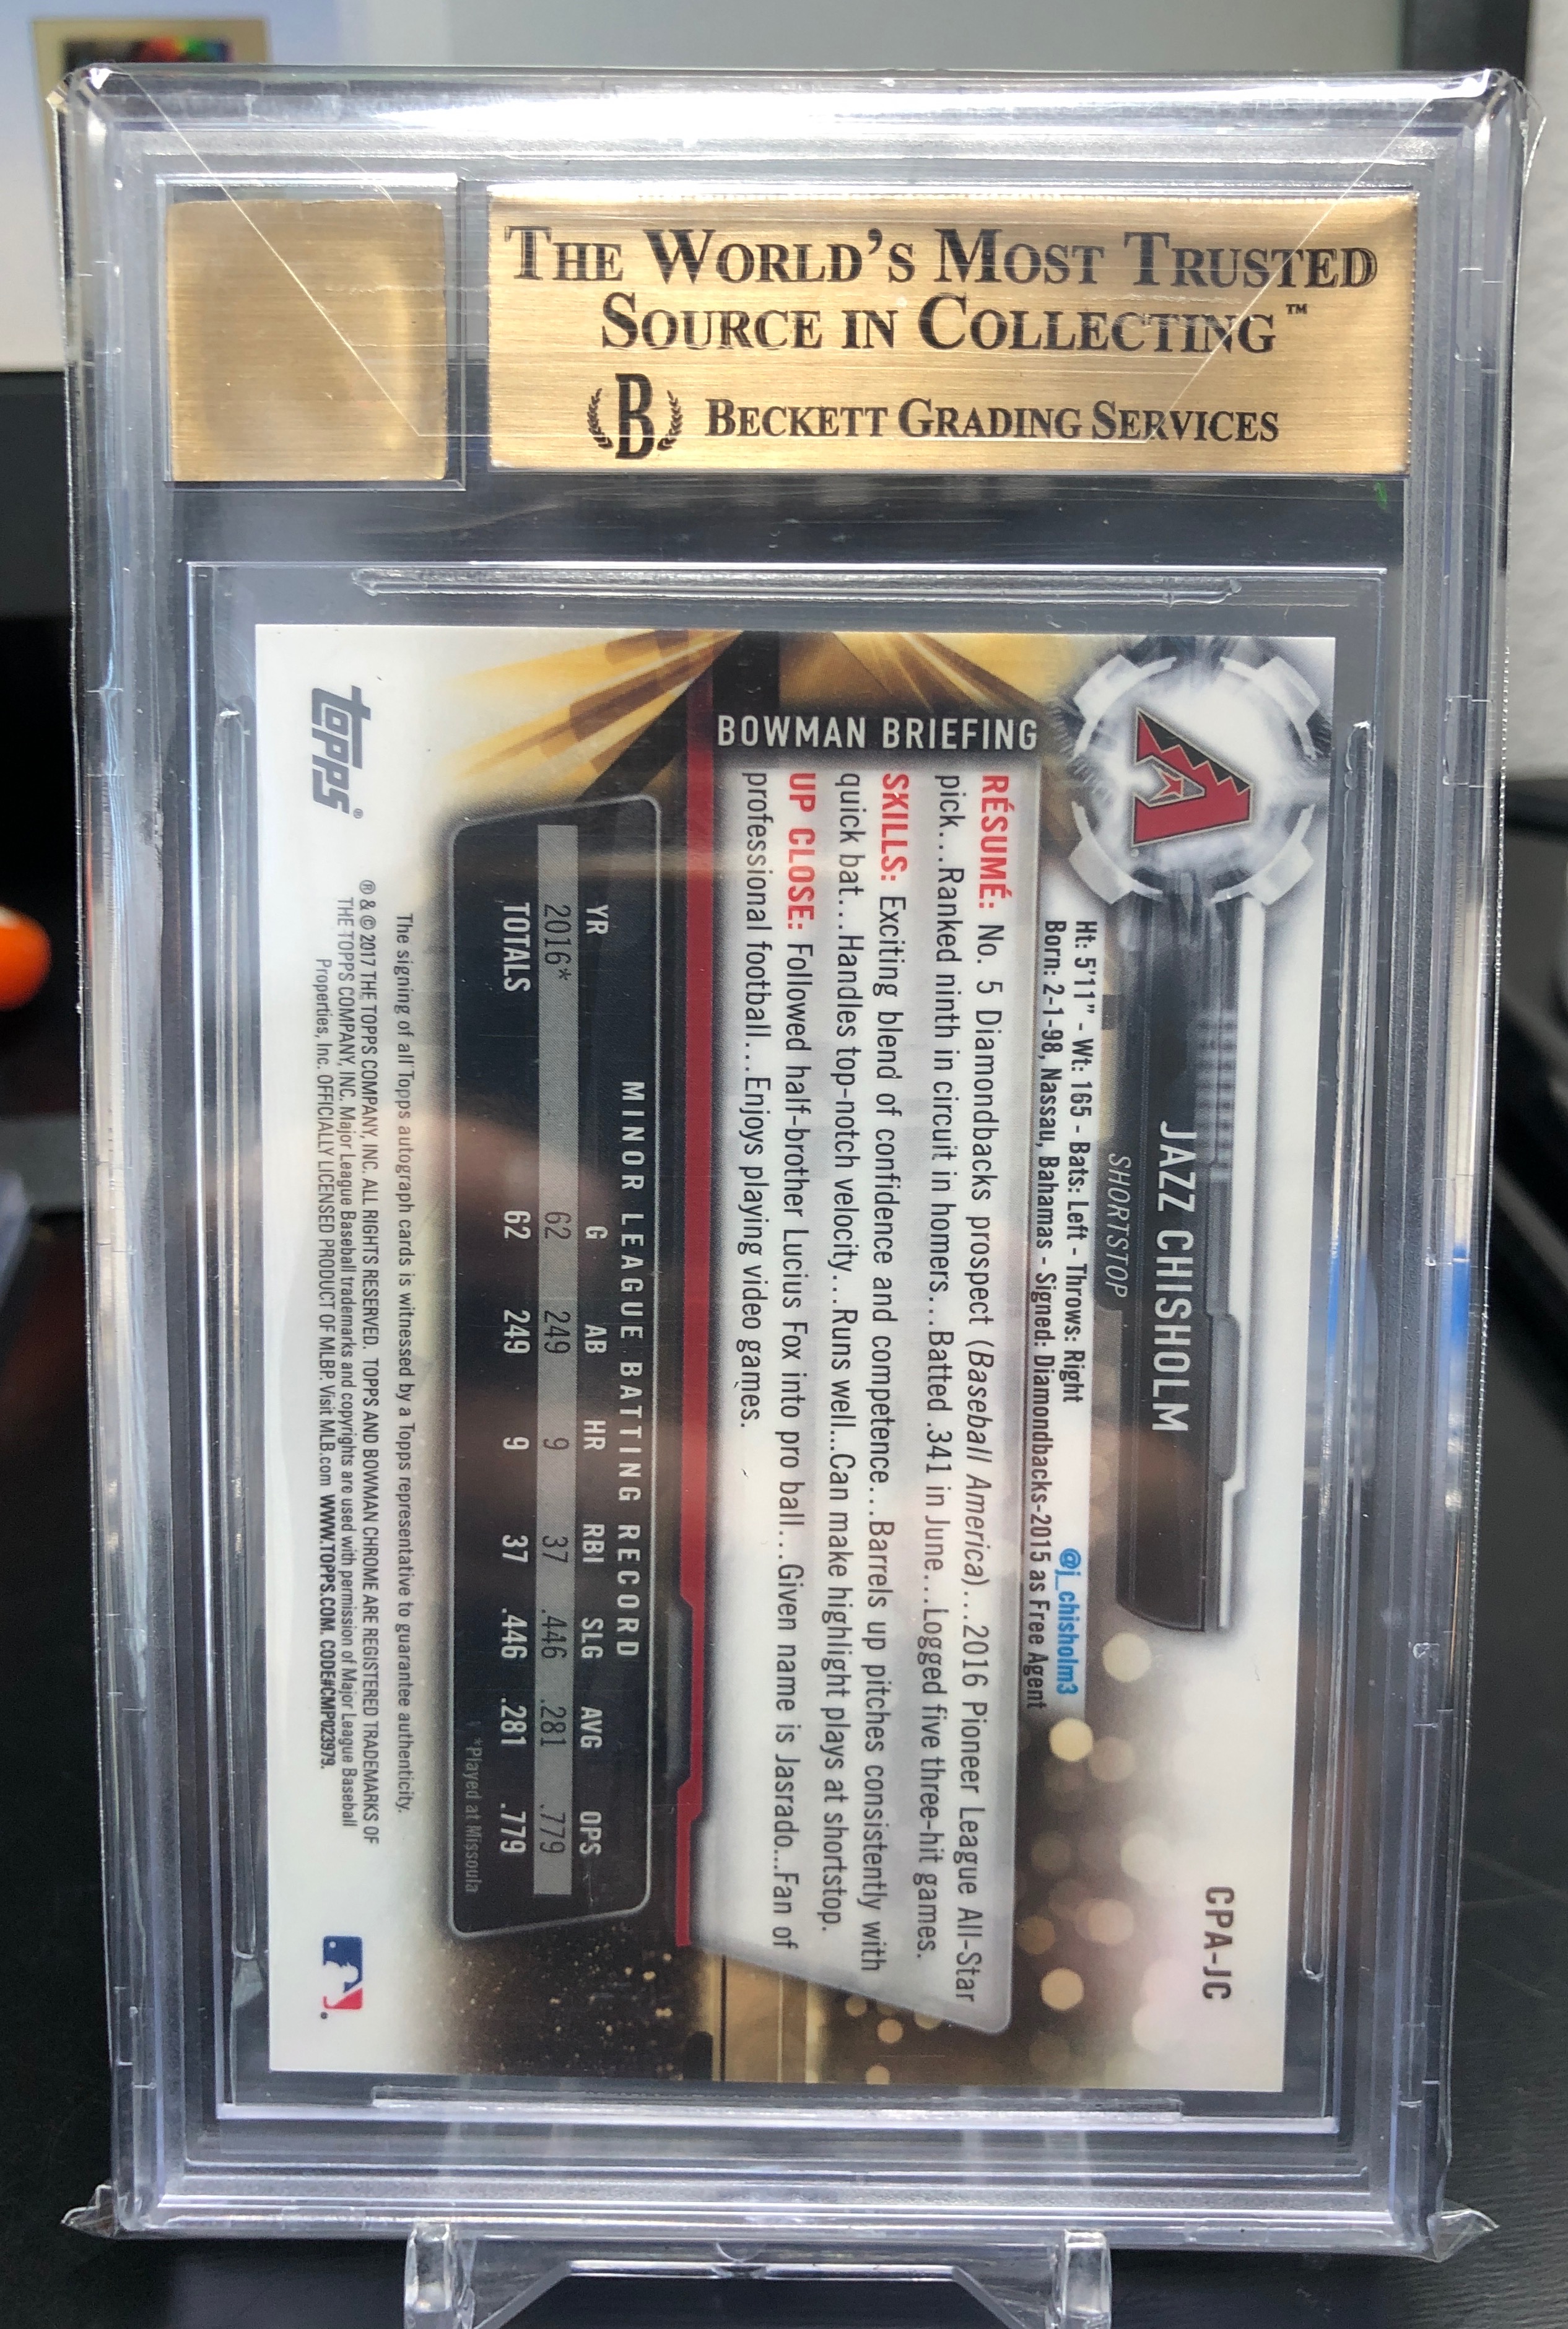 THE WORLD'S MOST TRUSTED
SOURCE IN COLLECTING™
B BECKETT GRADING SERVICES
CPA-JC
JAZZ CHISHOLM
SHORTSTOP
Ht: 5'11" - Wt: 165 - Bats: Left - Throws: Right @j_chisholm3
Born: 2-1-98, Nassau, Bahamas - Signed: Diamondbacks-2015 as Free Agent
BOWMAN BRIEFING
RÉSUMÉ: No. 5 Diamondbacks prospect (Baseball America)...2016 Pioneer League All-Star
pick...Ranked ninth in circuit in homers...Batted .341 in June...Logged five three-hit games.
SKILLS: Exciting blend of confidence and competence...Barrels up pitches consistently with
quick bat...Handles top-notch velocity...Runs well...Can make highlight plays at shortstop.
UP CLOSE: Followed half-brother Lucius Fox into pro ball...Given name is Jasrado...Fan of
professional football...Enjoys playing video games.
MINOR LEAGUE BATTING RECORD
YR G AB HR RBI SLG AVG OPS
2016* 62 249 9 37 .446 .281 .779
TOTALS 62 249 9 37 .446 .281 .779
*Played at Missoula
The signing of all Topps autograph cards is witnessed by a Topps representative to guarantee authenticity.
® & © 2017 THE TOPPS COMPANY, INC. ALL RIGHTS RESERVED. TOPPS AND BOWMAN CHROME ARE REGISTERED TRADEMARKS OF
THE TOPPS COMPANY, INC. Major League Baseball trademarks and copyrights are used with permission of Major League Baseball
Properties, Inc. OFFICIALLY LICENSED PRODUCT OF MLBP. Visit MLB.com WWW.TOPPS.COM. CODE#CMP023979.
topps®